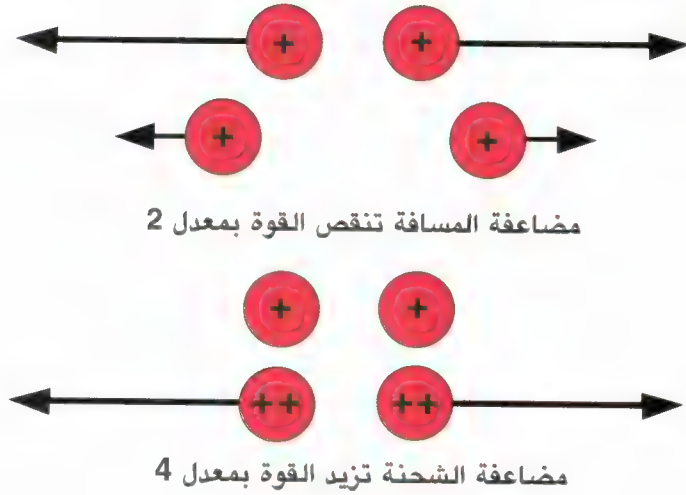 + +
+ +
مضاعفة المسافة تنقص القوة بمعدل 2
+ +
++ ++
مضاعفة الشحنة تزيد القوة بمعدل 4